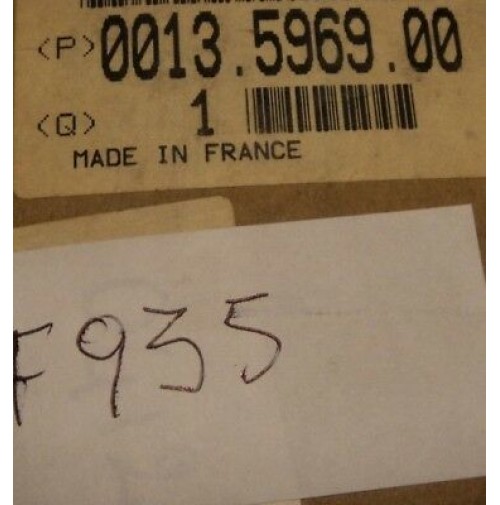 <P> 0013.5969.00
<Q> 1
MADE IN FRANCE
F935